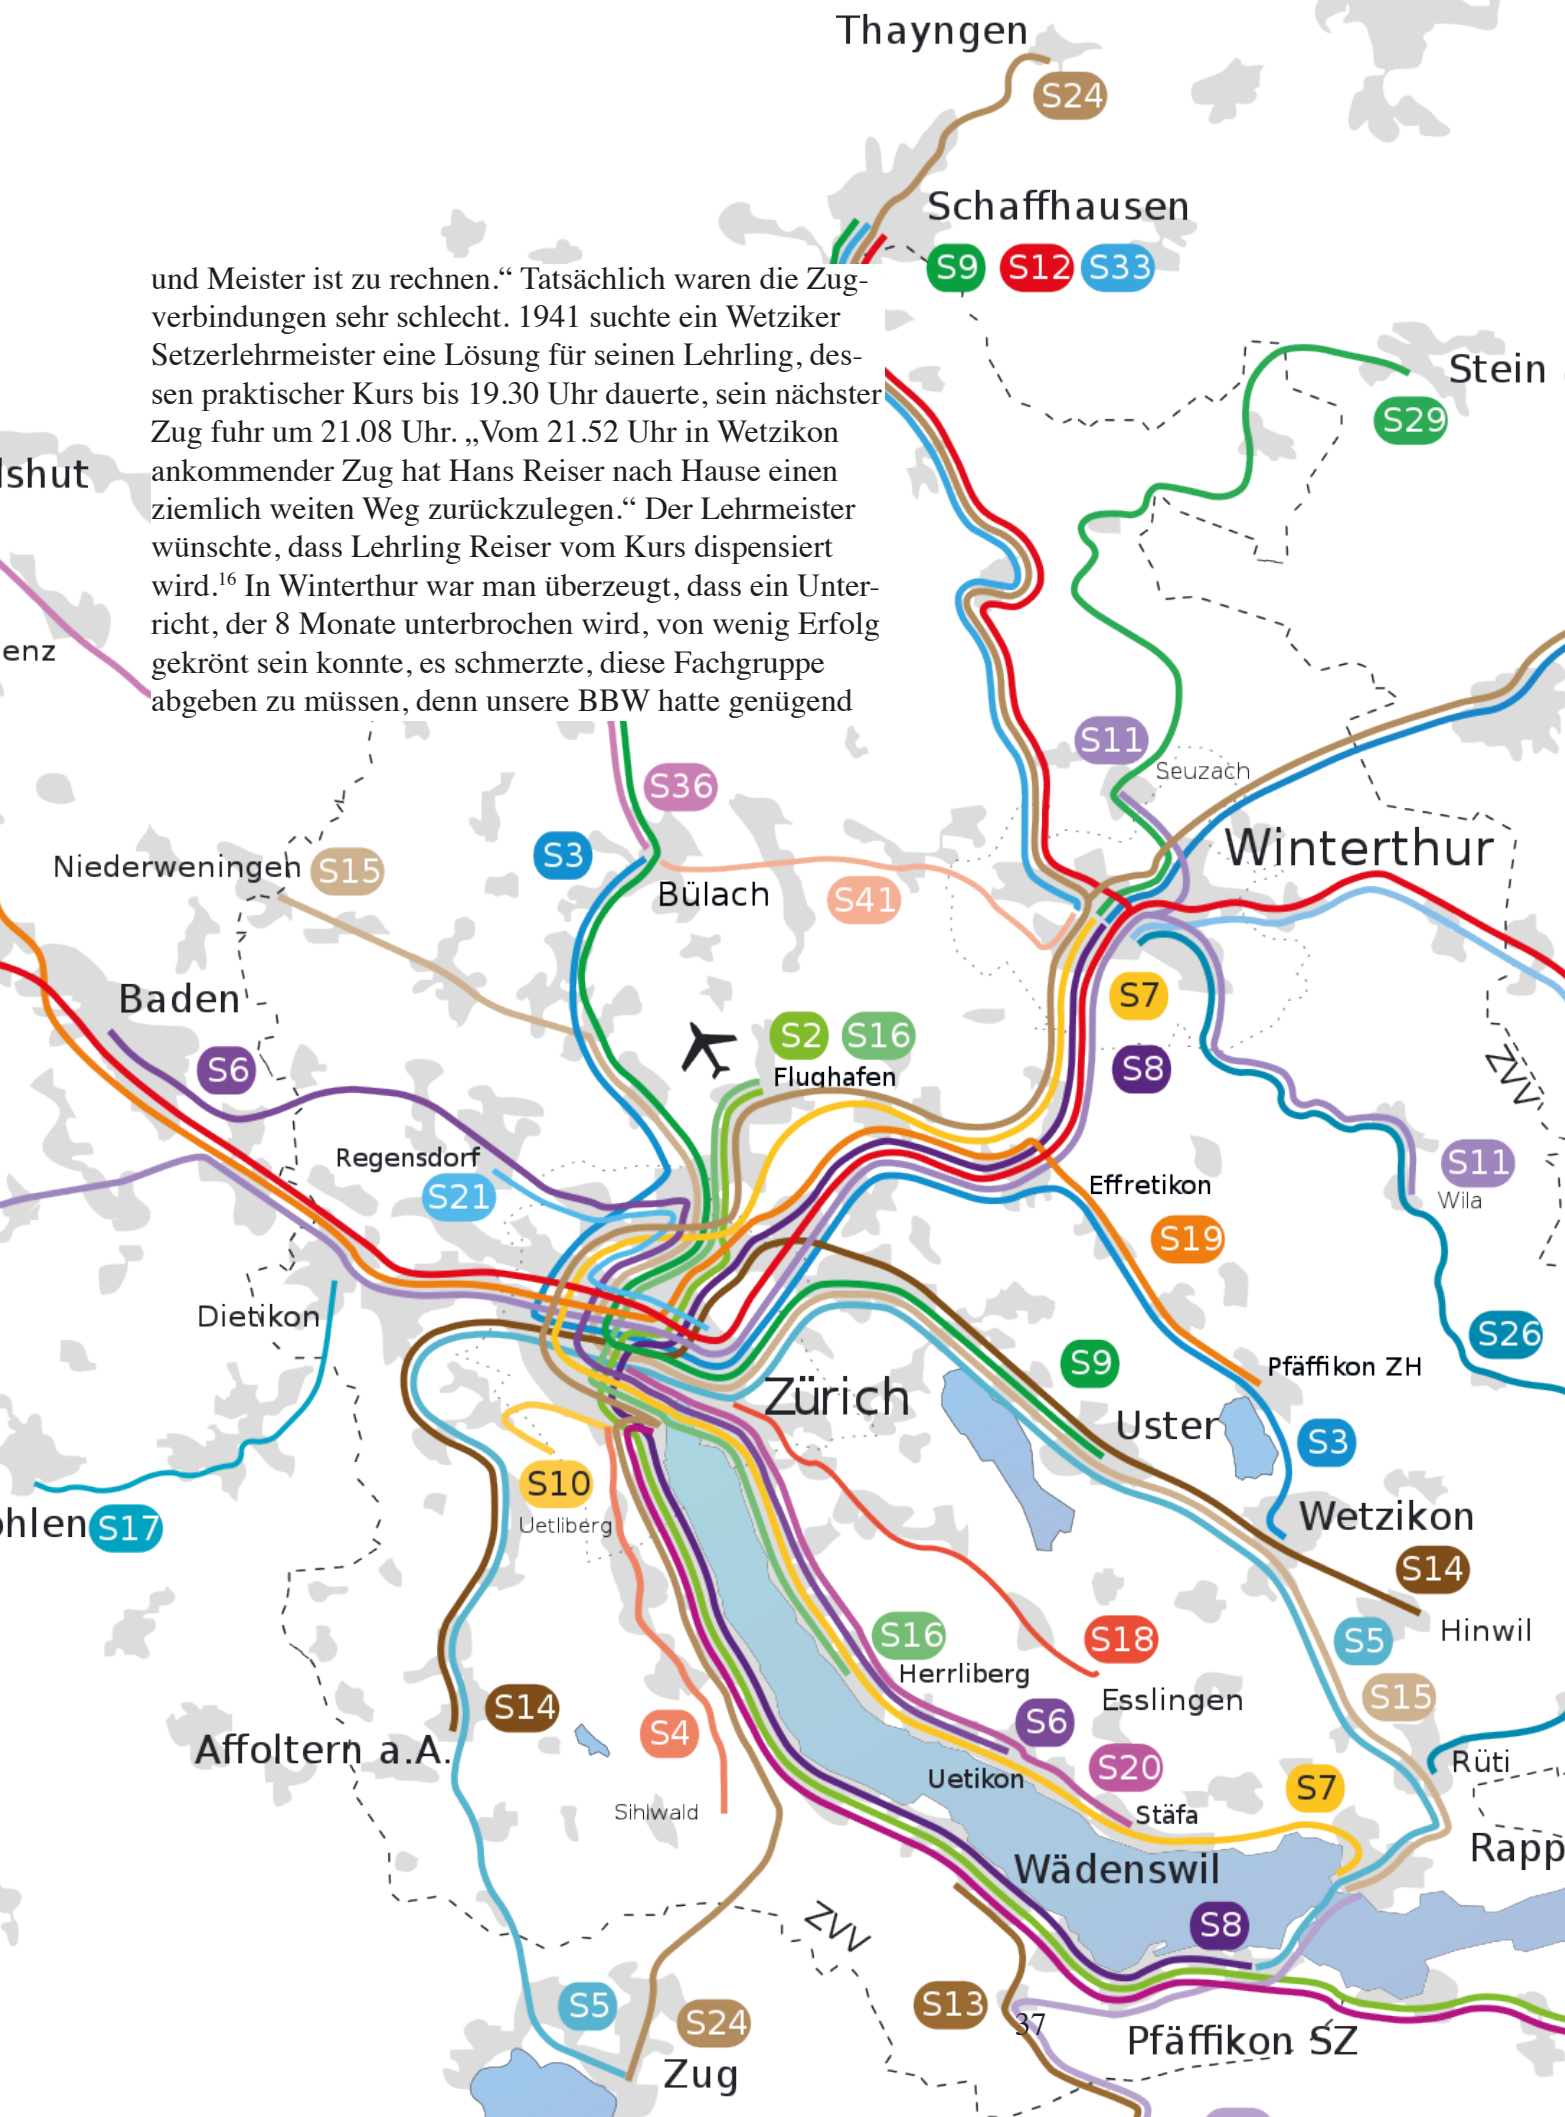 Thayngen
S24
Schaffhausen
S9 S12 S33
und Meister ist zu rechnen.“ Tatsächlich waren die Zug-
verbindungen sehr schlecht. 1941 suchte ein Wetziker
Setzerlehrmeister eine Lösung für seinen Lehrling, des-
sen praktischer Kurs bis 19.30 Uhr dauerte, sein nächster
Zug fuhr um 21.08 Uhr. „Vom 21.52 Uhr in Wetzikon
ankommender Zug hat Hans Reiser nach Hause einen
ziemlich weiten Weg zurückzulegen.“ Der Lehrmeister
wünschte, dass Lehrling Reiser vom Kurs dispensiert
wird.16 In Winterthur war man überzeugt, dass ein Unter-
richt, der 8 Monate unterbrochen wird, von wenig Erfolg
gekrönt sein konnte, es schmerzte, diese Fachgruppe
abgeben zu müssen, denn unsere BBW hatte genügend
Stein
S29
lshut
enz
S11
Seuzach
S36
Winterthur
S3
Niederweningen S15
Bülach
S41
Baden
S7
S2 S16
Flughafen
S6
S8
ZVV
Regensdorf
S21
S11
Wila
Effretikon
S19
Dietikon
S26
S9
Pfäffikon ZH
Zürich
Uster
S3
S10
Uetliberg
hlen S17
Wetzikon
S14
Hinwil
S16
Herrliberg
S18
Esslingen
S5
S15
S14
Affoltern a.A.
S4
S6
S20
Uetikon
Rüti
S7
Sihlwald
Stäfa
Rapp
Wädenswil
ZVV
S8
S5
S24
S13
37
Pfäffikon SZ
Zug